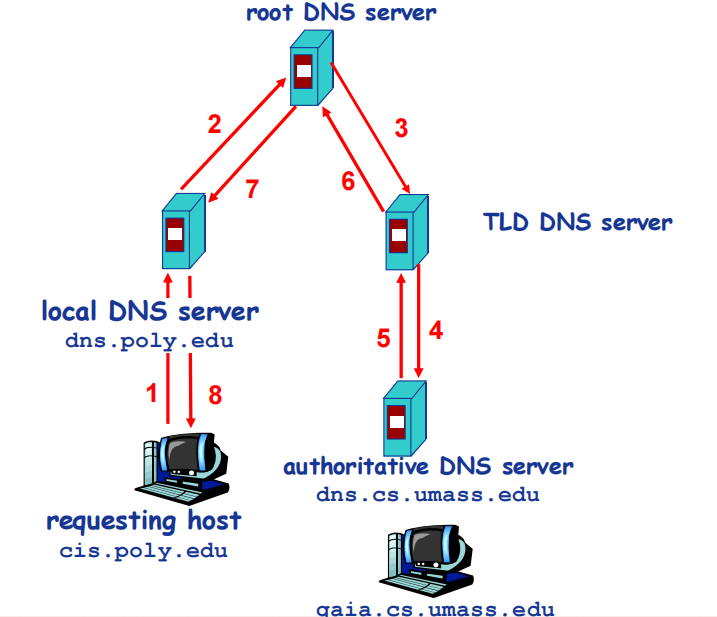 root DNS server
2
3
7
6
TLD DNS server
local DNS server
dns.poly.edu
5
4
1
8
authoritative DNS server
dns.cs.umass.edu
requesting host
cis.poly.edu
gaia.cs.umass.edu